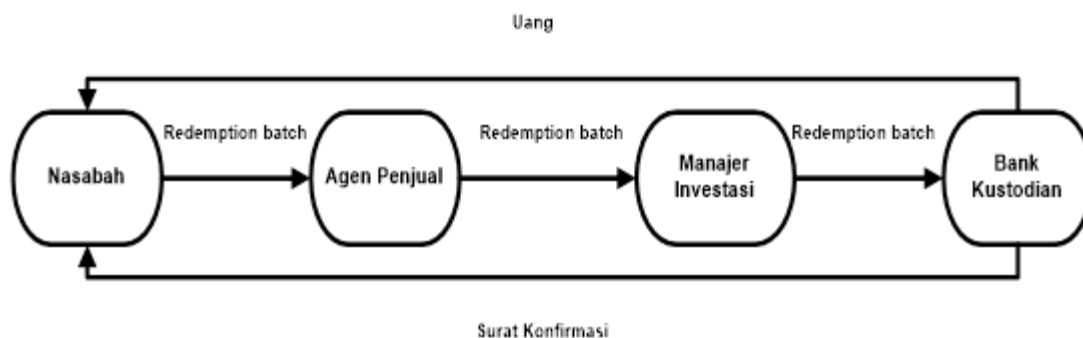 Uang
Redemption batch
Redemption batch
Redemption batch
Nasabah
Agen Penjual
Manajer
Investasi
Bank
Kustodian
Surat Konfirmasi